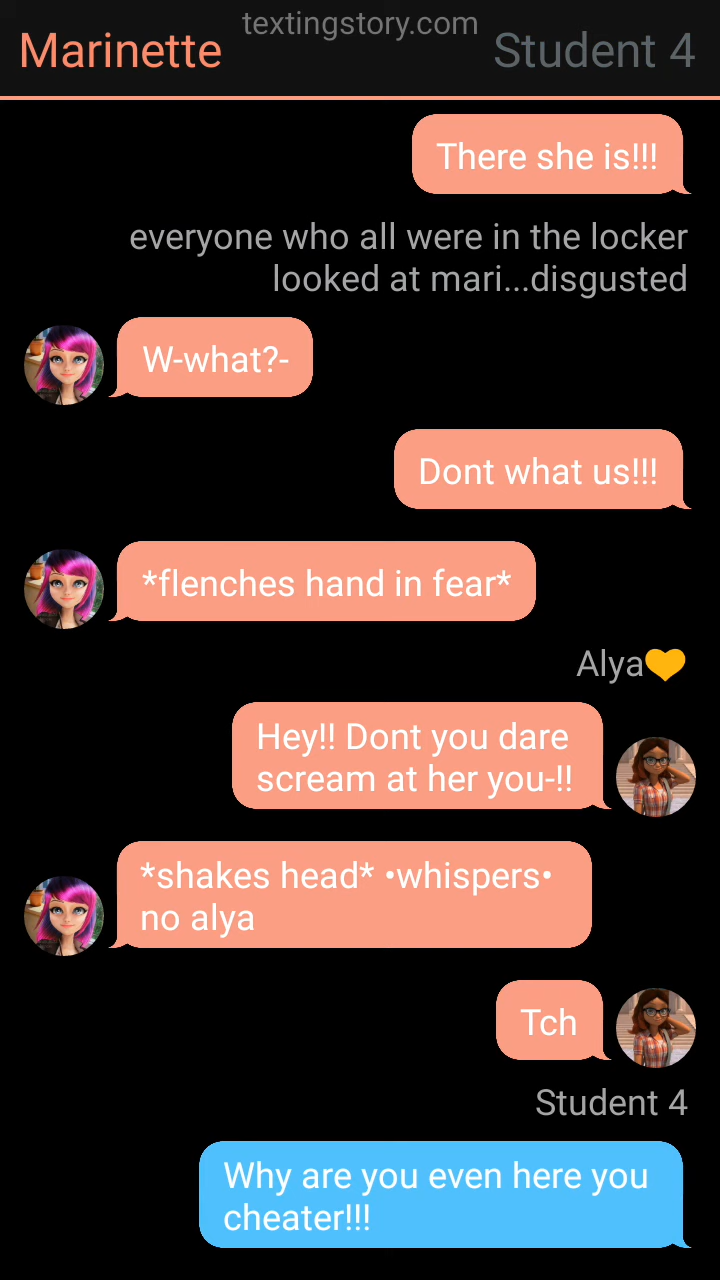 textingstory.com
Marinette
Student 4
There she is!!!
everyone who all were in the locker
looked at mari...disgusted
W-what?-
Dont what us!!!
*flenches hand in fear*
Alya💛
Hey!! Dont you dare
scream at her you-!!
*shakes head* •whispers•
no alya
Tch
Student 4
Why are you even here you
cheater!!!